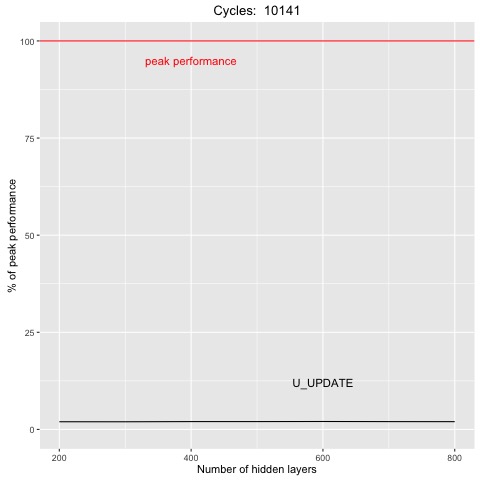 Cycles: 10141
100
peak performance
75
% of peak performance
50
25
U_UPDATE
0
200
400
600
800
Number of hidden layers